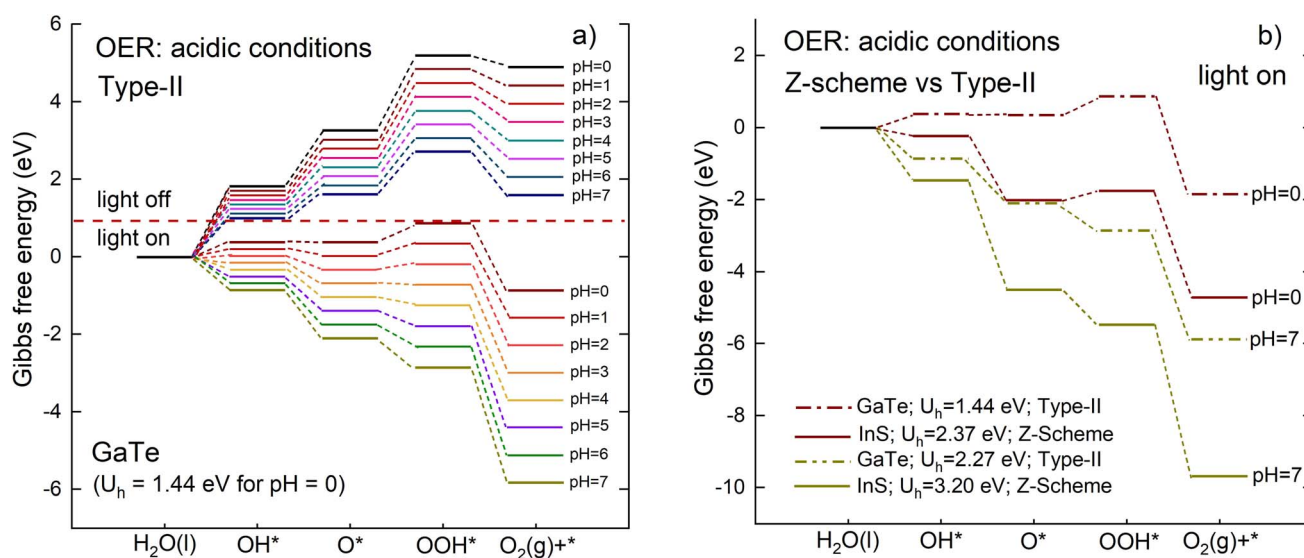 OER: acidic conditions
a)
Type-II
6
4
2
0
-2
-4
-6
Gibbs free energy (eV)
light off
light on
pH=0
pH=1
pH=2
pH=3
pH=4
pH=5
pH=6
pH=7
pH=0
pH=1
pH=2
pH=3
pH=4
pH=5
pH=6
pH=7
GaTe
(Uₕ = 1.44 eV for pH = 0)
H₂O(l)
OH*
O*
OOH*
O₂(g)+*
OER: acidic conditions
b)
Z-scheme vs Type-II
light on
2
0
-2
-4
-6
-8
-10
Gibbs free energy (eV)
pH=0
pH=0
pH=7
pH=7
GaTe; Uₕ=1.44 eV; Type-II
InS; Uₕ=2.37 eV; Z-Scheme
GaTe; Uₕ=2.27 eV; Type-II
InS; Uₕ=3.20 eV; Z-Scheme
H₂O(l)
OH*
O*
OOH*
O₂(g)+*